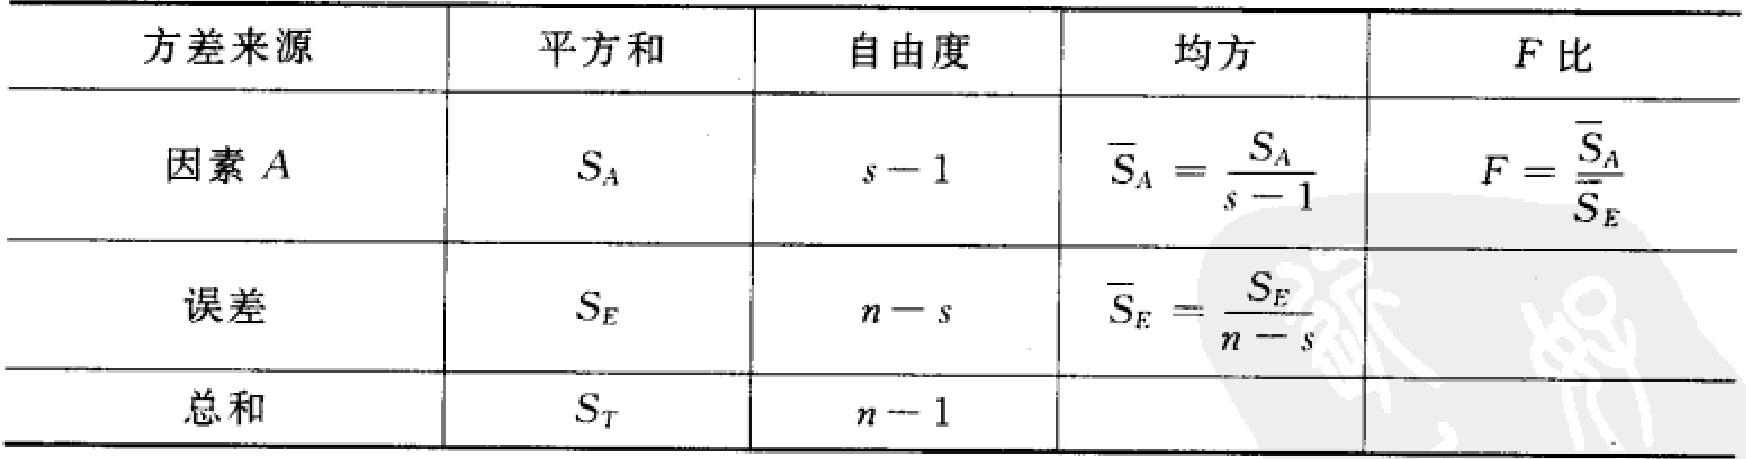 方差来源 平方和 自由度 均方 F 比
因素 A S_A s − 1 \overline{S}_A = \frac{S_A}{s − 1} F = \frac{\overline{S}_A}{\overline{S}_E}
误差 S_E n − s \overline{S}_E = \frac{S_E}{n − s}
总和 S_T n − 1